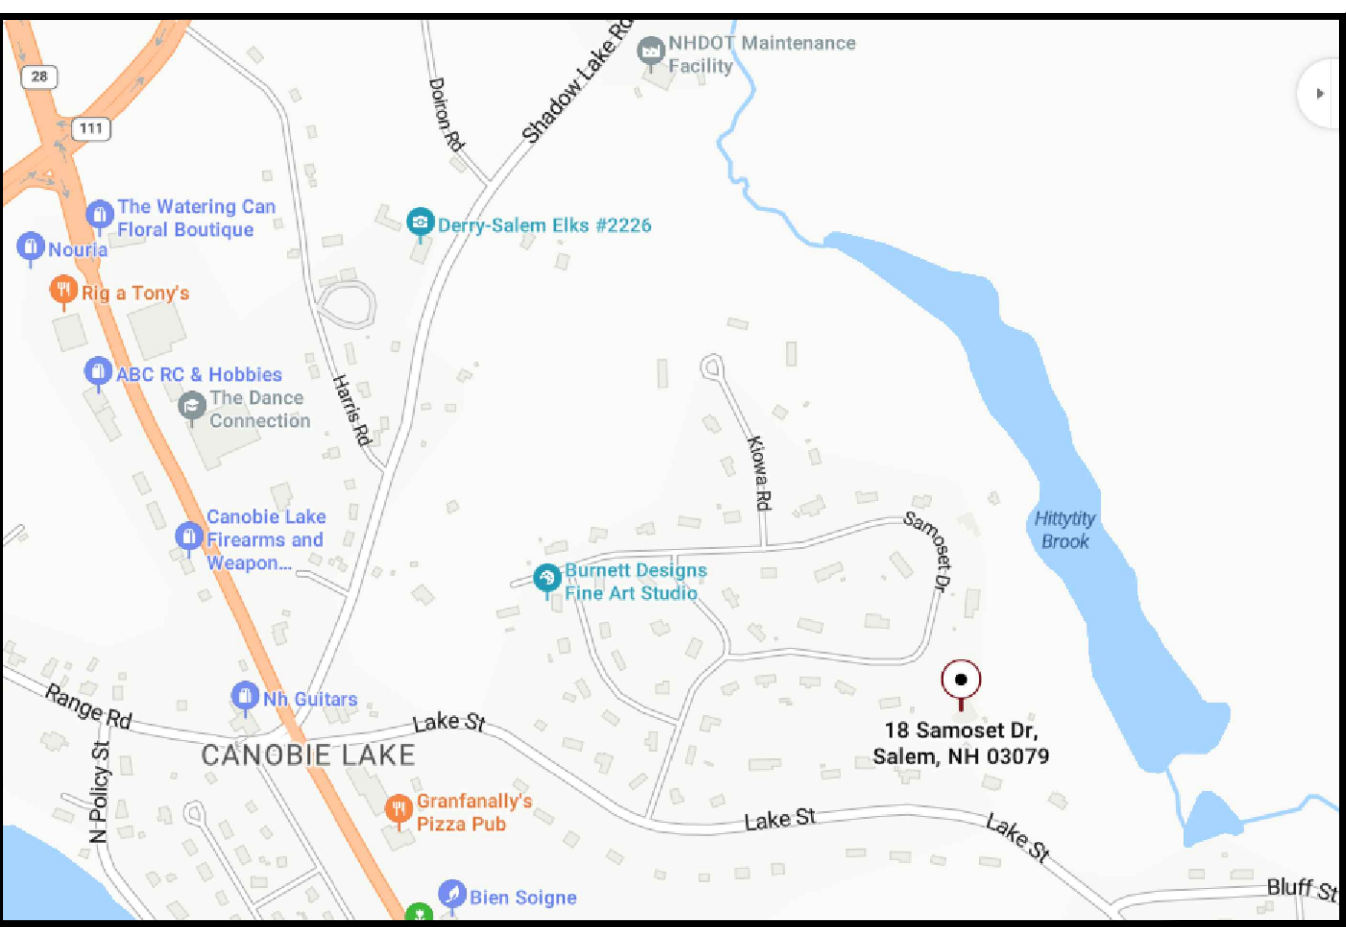 NHDOT Maintenance
Facility
28
Doiron Rd
Shadow Lake Rd
111
The Watering Can
Floral Boutique
Derry-Salem Elks #2226
Nouria
Rig a Tony's
ABC RC & Hobbies
The Dance
Connection
Harris Rd
Kiowa Rd
Canobie Lake
Firearms and
Weapon...
Samoset Dr
Hittytity
Brook
Burnett Designs
Fine Art Studio
Range Rd
Nh Guitars
Lake St
18 Samoset Dr,
Salem, NH 03079
CANOBIE LAKE
N Policy St
Granfanally's
Pizza Pub
Lake St
Lake St
Bien Soigne
Bluff St